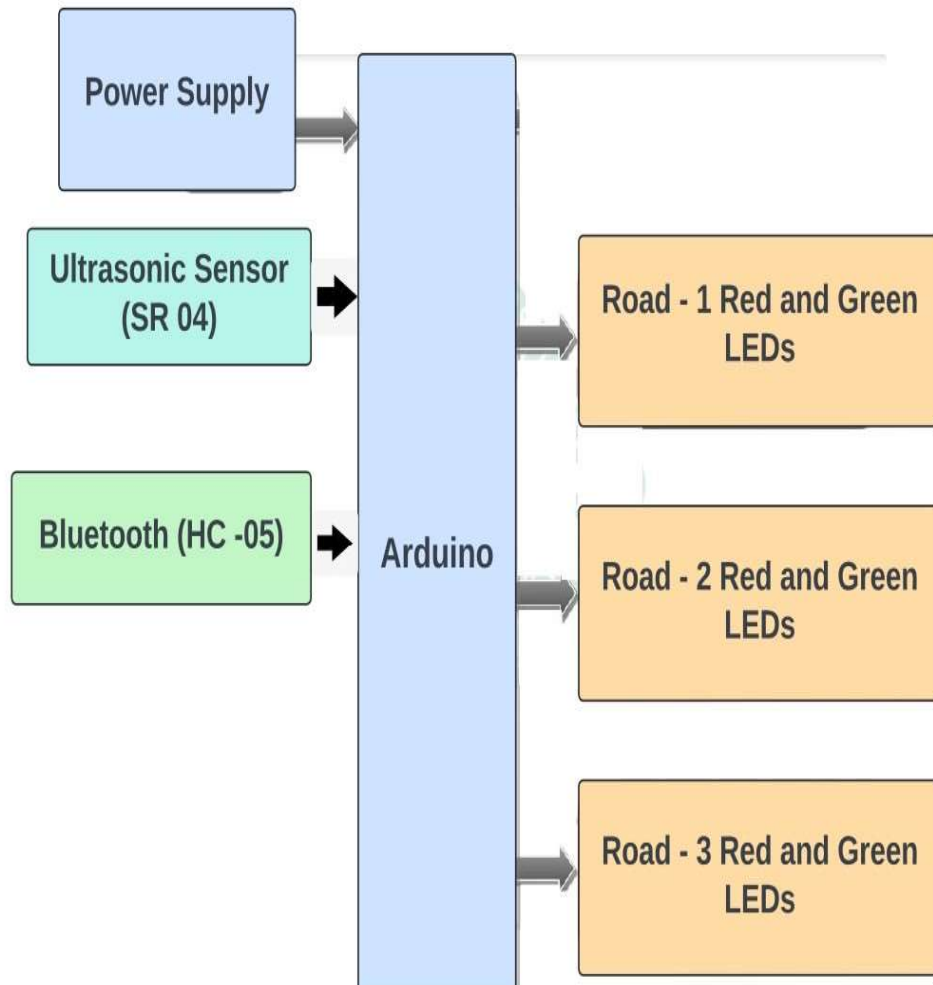 Power Supply
Ultrasonic Sensor
(SR 04)
Bluetooth (HC -05)
Arduino
Road - 1 Red and Green
LEDs
Road - 2 Red and Green
LEDs
Road - 3 Red and Green
LEDs